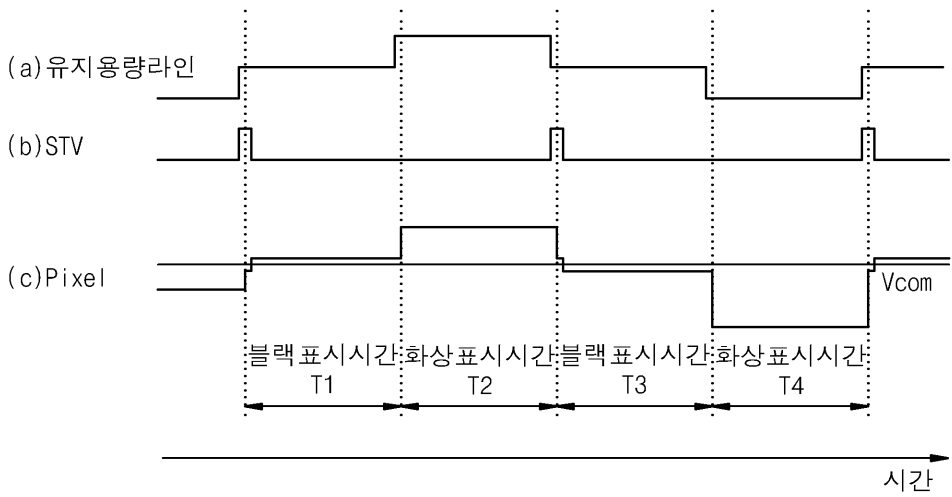 (a)유지용량라인
(b)STV
(c)Pixel
Vcom
블랙표시시간 화상표시시간 블랙표시시간 화상표시시간
T1 T2 T3 T4
시간